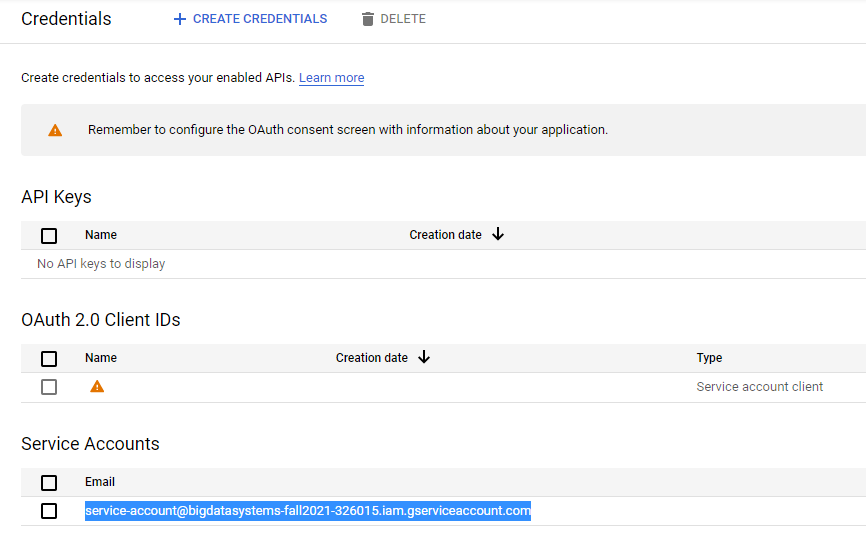 Credentials + CREATE CREDENTIALS DELETE
Create credentials to access your enabled APIs. Learn more
Remember to configure the OAuth consent screen with information about your application.
API Keys
Name Creation date
No API keys to display
OAuth 2.0 Client IDs
Name Creation date Type
Service account client
Service Accounts
Email
service-account@bigdatasystems-fall2021-326015.iam.gserviceaccount.com